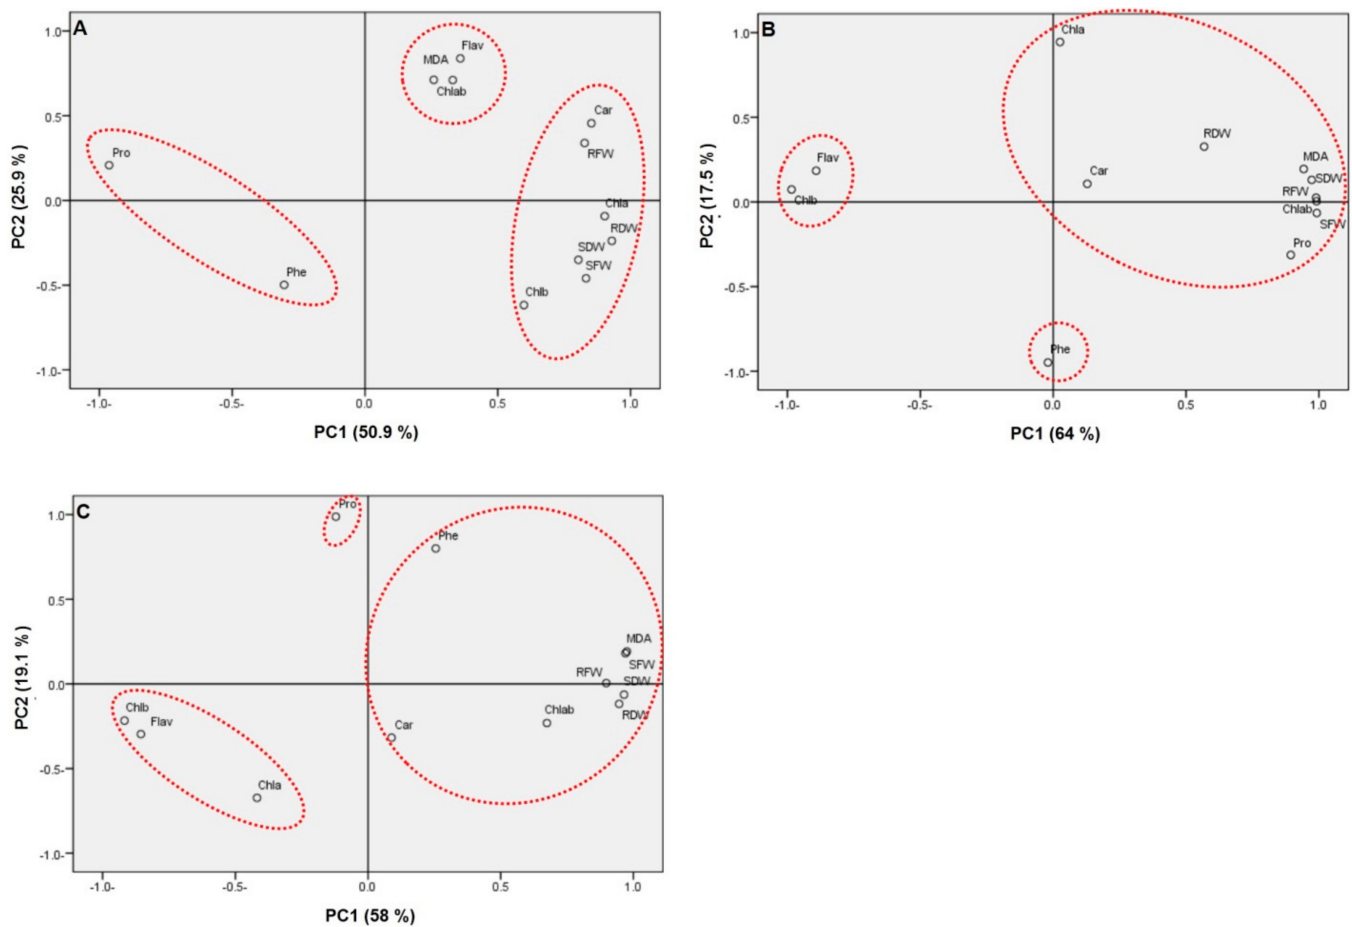 A
1.0
0.5
0.0
-0.5-
-1.0-
PC2 (25.9 %)
Flav
MDA
Chlab
Car
RFW
Pro
Chla
RDW
SDW
SFW
Phe
Chlb
-1.0-
-0.5-
0.0
0.5
1.0
PC1 (50.9 %)
B
1.0
0.5
0.0
-0.5-
-1.0-
PC2 (17.5 %)
Chla
RDW
Flav
MDA
Car
SDW
RFW
Chlb
Chlab
SFW
Pro
Phe
-1.0-
-0.5-
0.0
0.5
1.0
PC1 (64 %)
C
1.0
0.5
0.0
-0.5-
-1.0-
PC2 (19.1 %)
Pro
Phe
MDA
SFW
RFW
SDW
Chlb
Flav
Car
Chlab
RDW
Chla
-1.0-
-0.5-
0.0
0.5
1.0
PC1 (58 %)